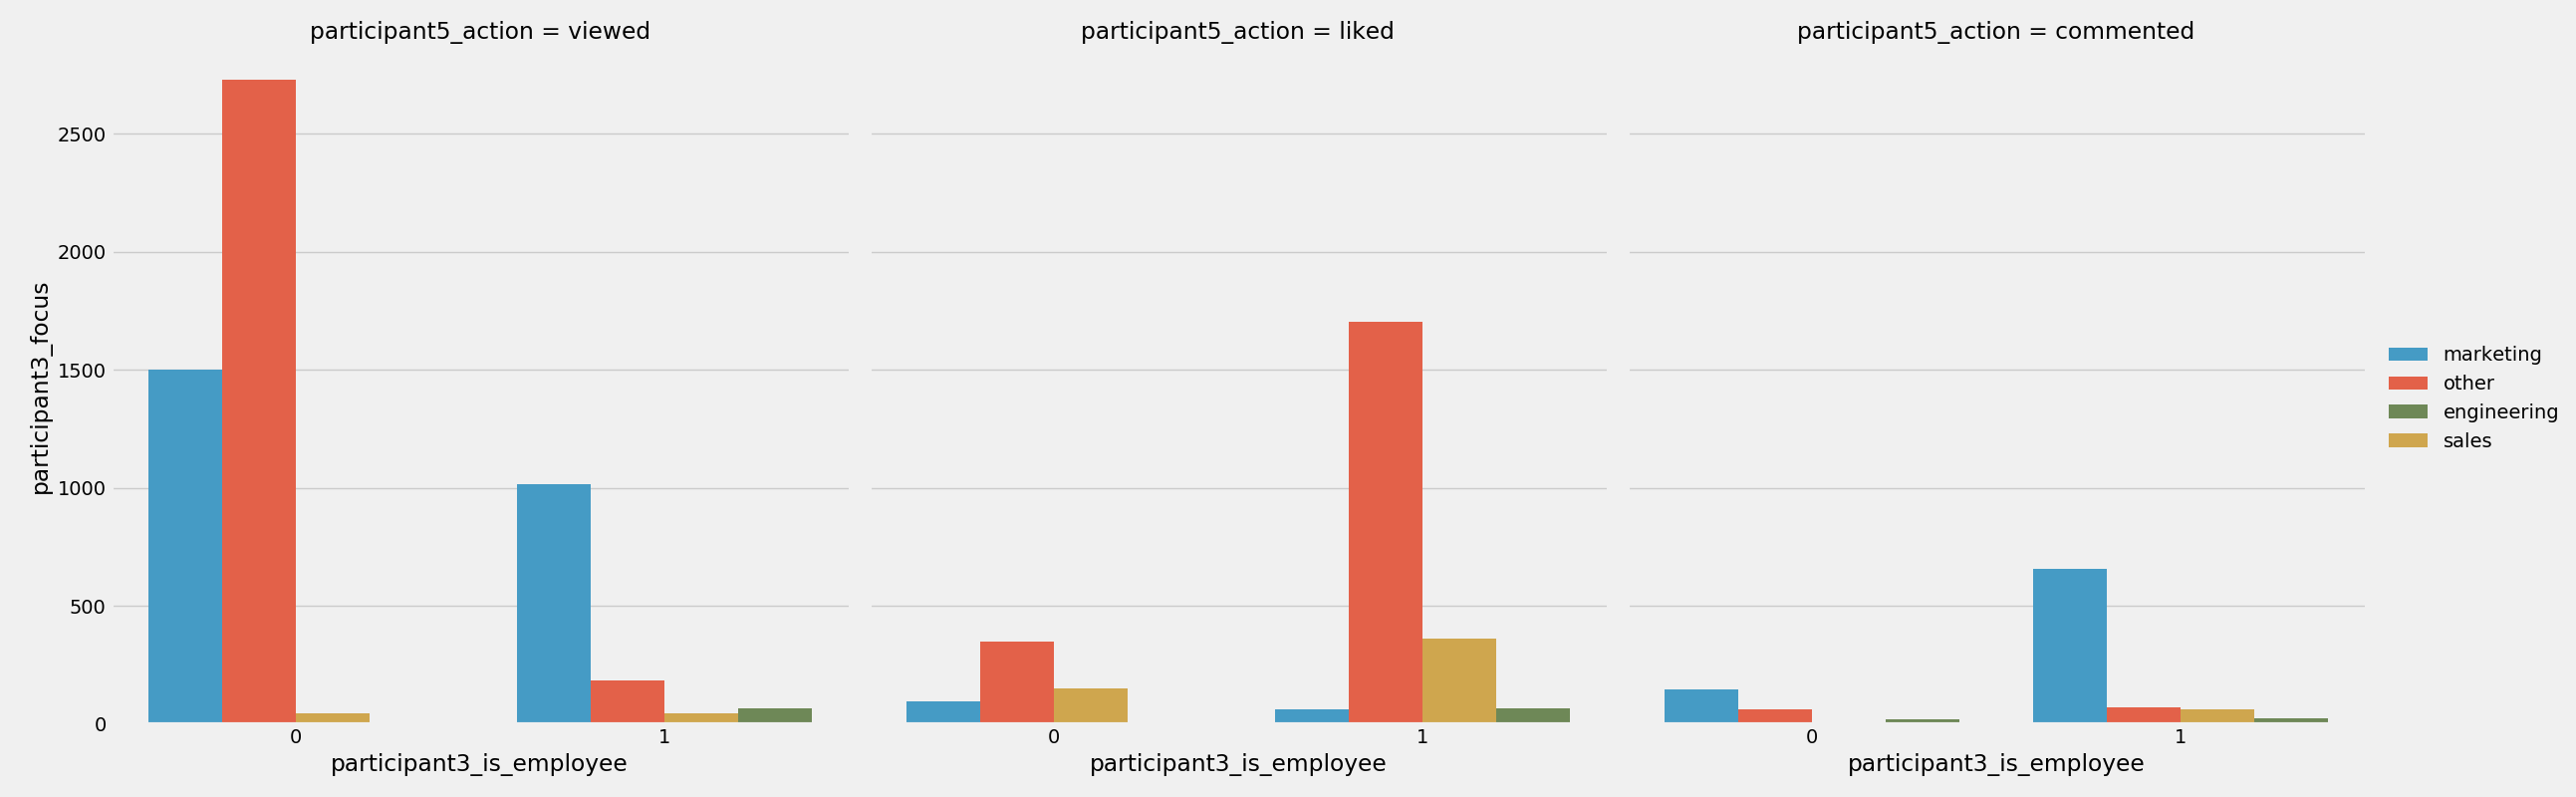 participant5_action = viewed
participant5_action = liked
participant5_action = commented
participant3_focus
2500
2000
1500
1000
500
0
0
1
participant3_is_employee
0
1
participant3_is_employee
0
1
participant3_is_employee
marketing
other
engineering
sales